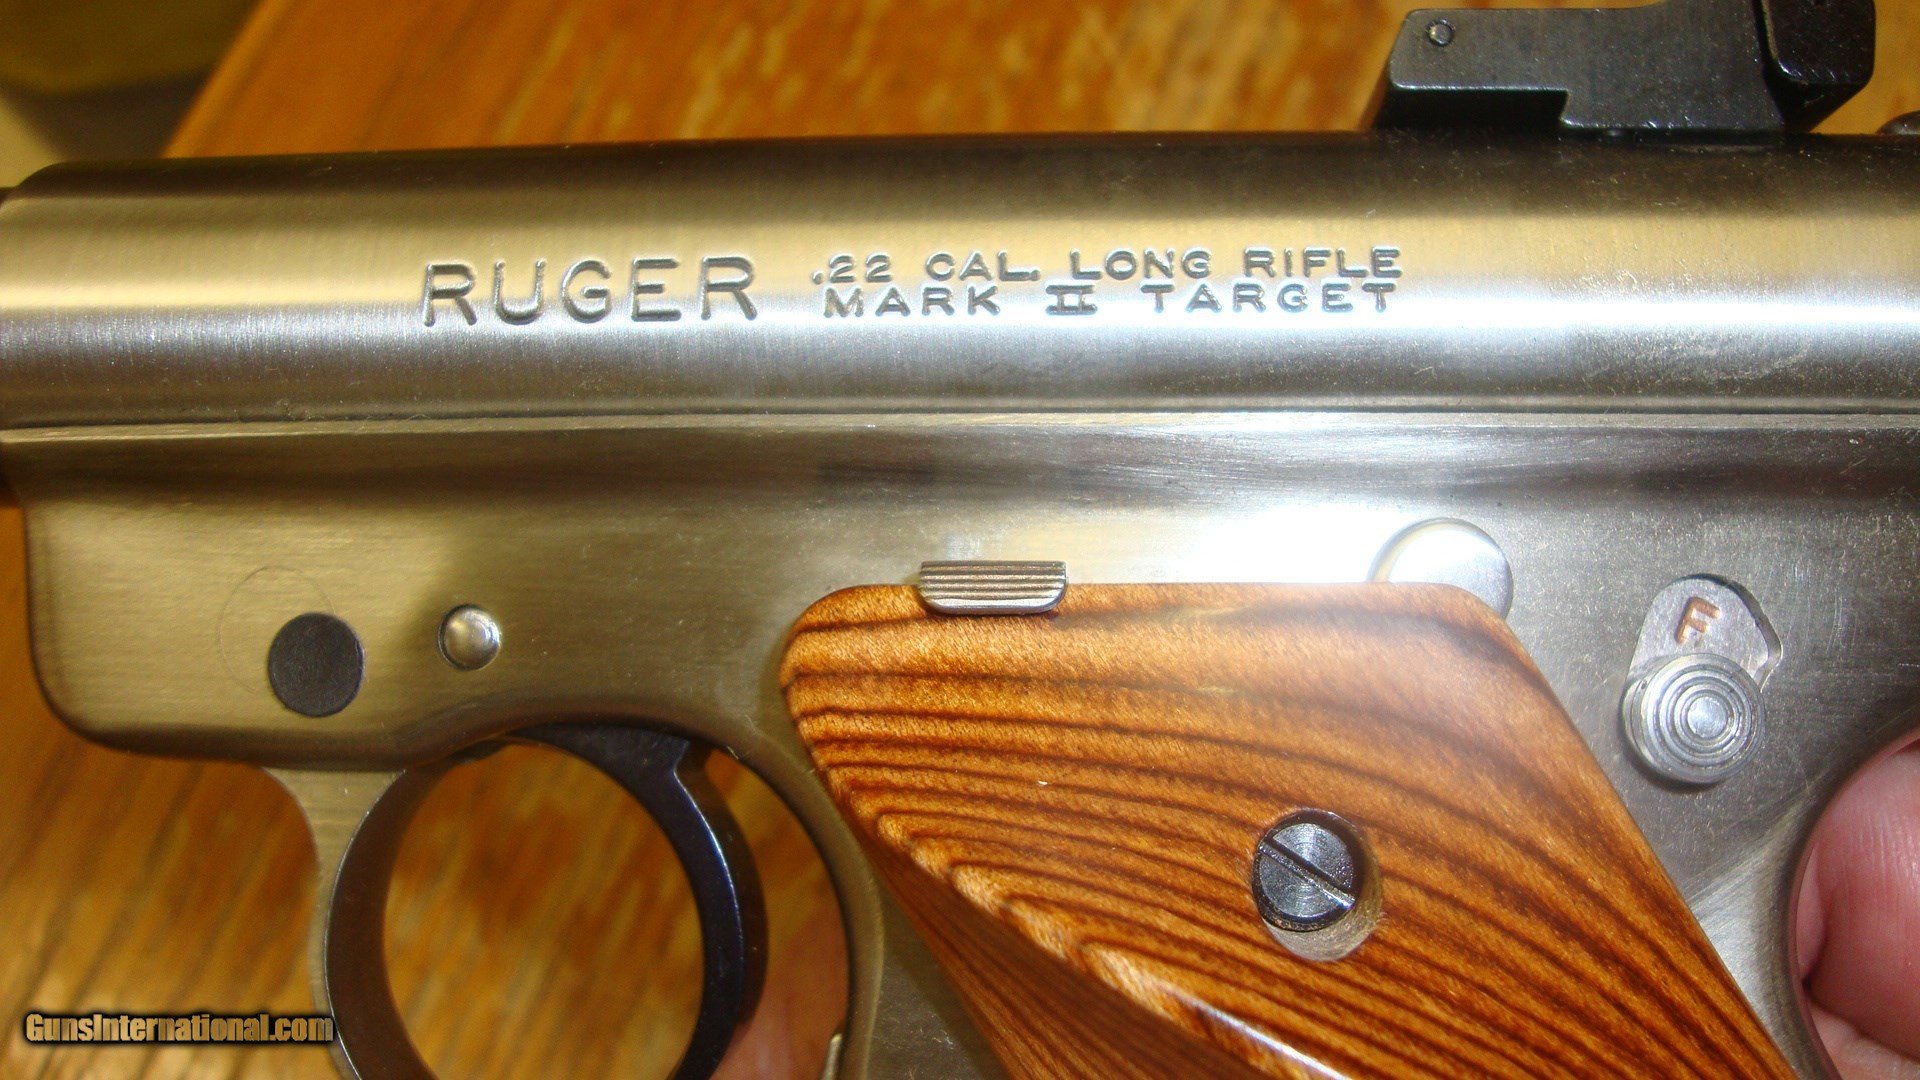 RUGER .22 CAL. LONG RIFLE
MARK II TARGET
F
GunsInternational.com